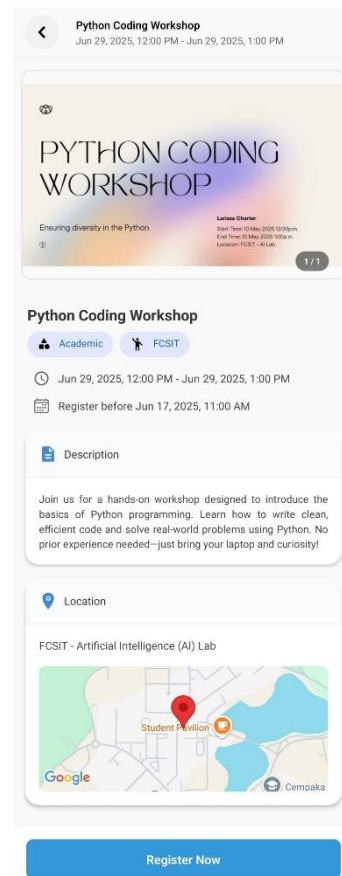 Python Coding Workshop
Jun 29, 2025, 12:00 PM - Jun 29, 2025, 1:00 PM
PYTHON CODING
WORKSHOP
Ensuring diversity in the Python
Larissa Charter
Start Time: 10 May 2025 12:00p.m
End Time: 10 May 2025 1:00p.m.
Location: FCSIT - AI Lab
1/1
Python Coding Workshop
Academic
FCSIT
Jun 29, 2025, 12:00 PM - Jun 29, 2025, 1:00 PM
Register before Jun 17, 2025, 11:00 AM
Description
Join us for a hands-on workshop designed to introduce the
basics of Python programming. Learn how to write clean,
efficient code and solve real-world problems using Python. No
prior experience needed—just bring your laptop and curiosity!
Location
FCSIT - Artificial Intelligence (AI) Lab
Student Pavilion
Google
Cempaka
Register Now